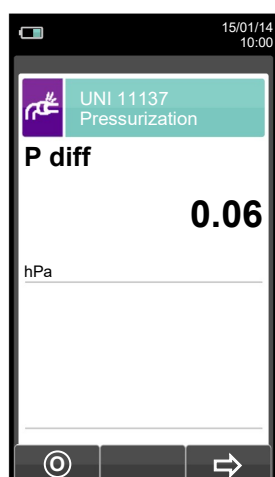 15/01/14
10:00
UNI 11137
Pressurization
P diff
0.06
hPa